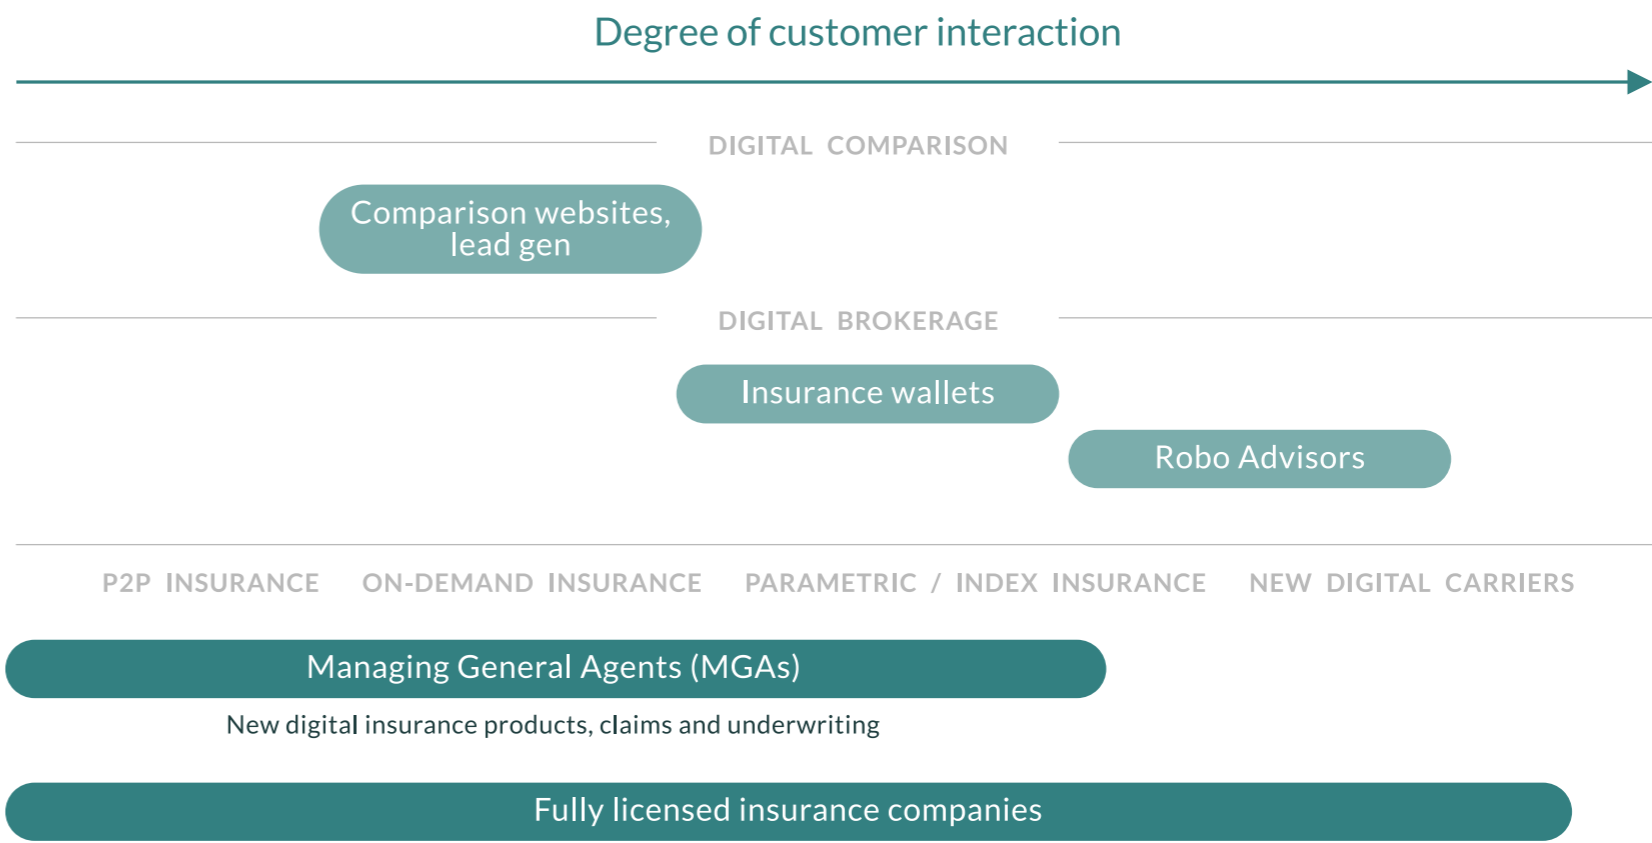 Degree of customer interaction
DIGITAL COMPARISON
Comparison websites,
lead gen
DIGITAL BROKERAGE
Insurance wallets
Robo Advisors
P2P INSURANCE ON-DEMAND INSURANCE PARAMETRIC / INDEX INSURANCE NEW DIGITAL CARRIERS
Managing General Agents (MGAs)
New digital insurance products, claims and underwriting
Fully licensed insurance companies